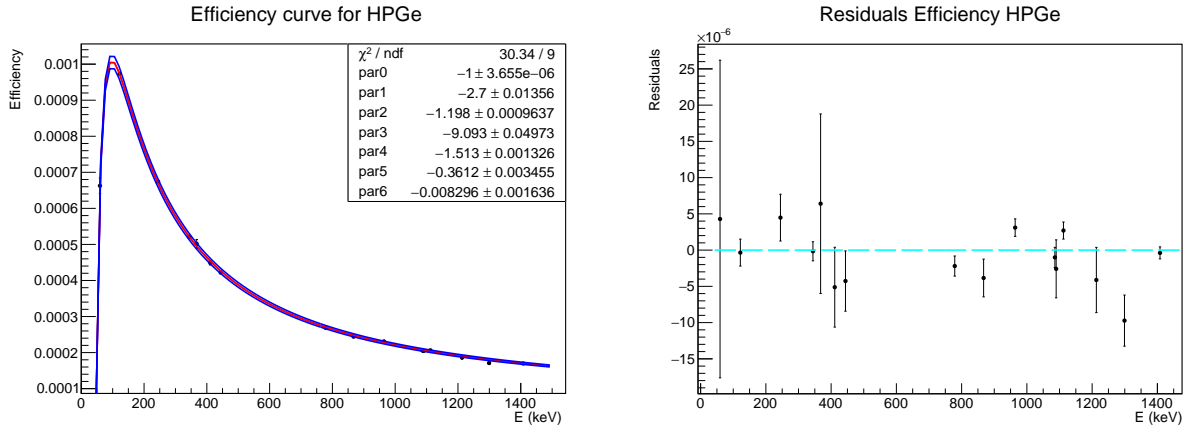 Efficiency curve for HPGe
Efficiency
0.001
0.0009
0.0008
0.0007
0.0006
0.0005
0.0004
0.0003
0.0002
0.0001
0 200 400 600 800 1000 1200 1400
E (keV)
χ² / ndf 30.34 / 9
par0 −1 ± 3.655e−06
par1 −2.7 ± 0.01356
par2 −1.198 ± 0.0009637
par3 −9.093 ± 0.04973
par4 −1.513 ± 0.001326
par5 −0.3612 ± 0.003455
par6 −0.008296 ± 0.001636
Residuals Efficiency HPGe
×10⁻⁶
Residuals
25
20
15
10
5
0
−5
−10
−15
0 200 400 600 800 1000 1200 1400
E (keV)